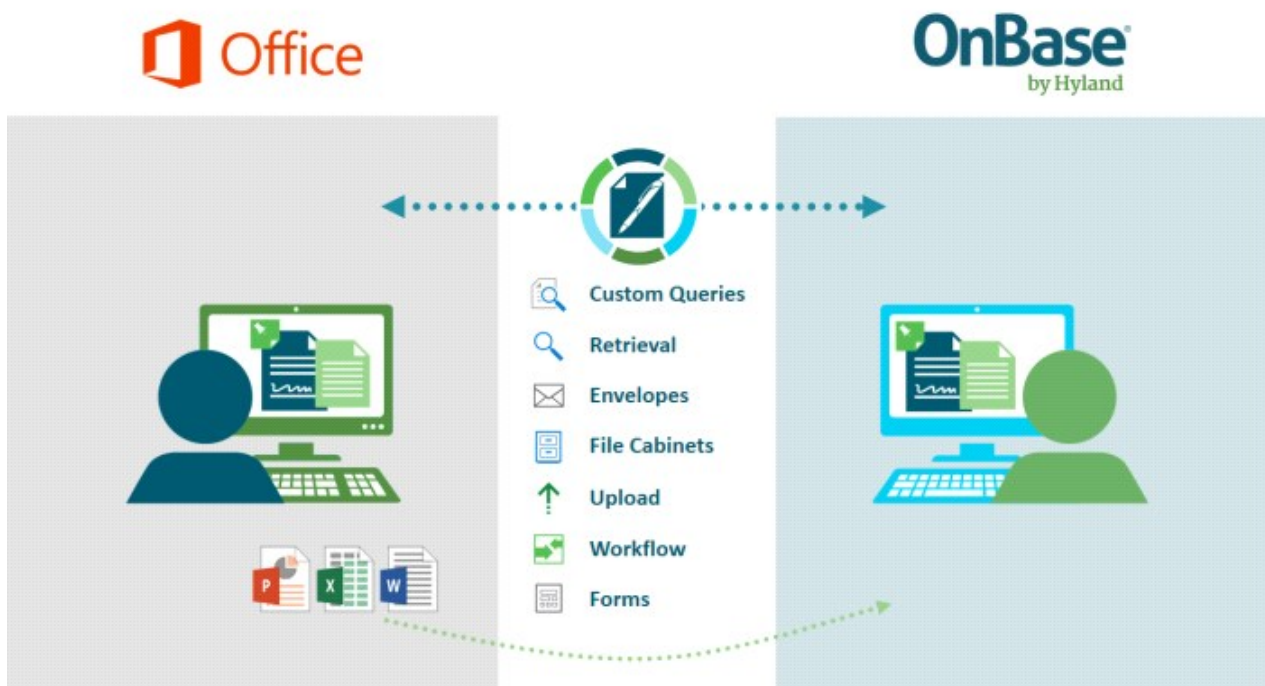 Office
OnBase®
by Hyland
Custom Queries
Retrieval
Envelopes
File Cabinets
Upload
Workflow
Forms
P
X
W